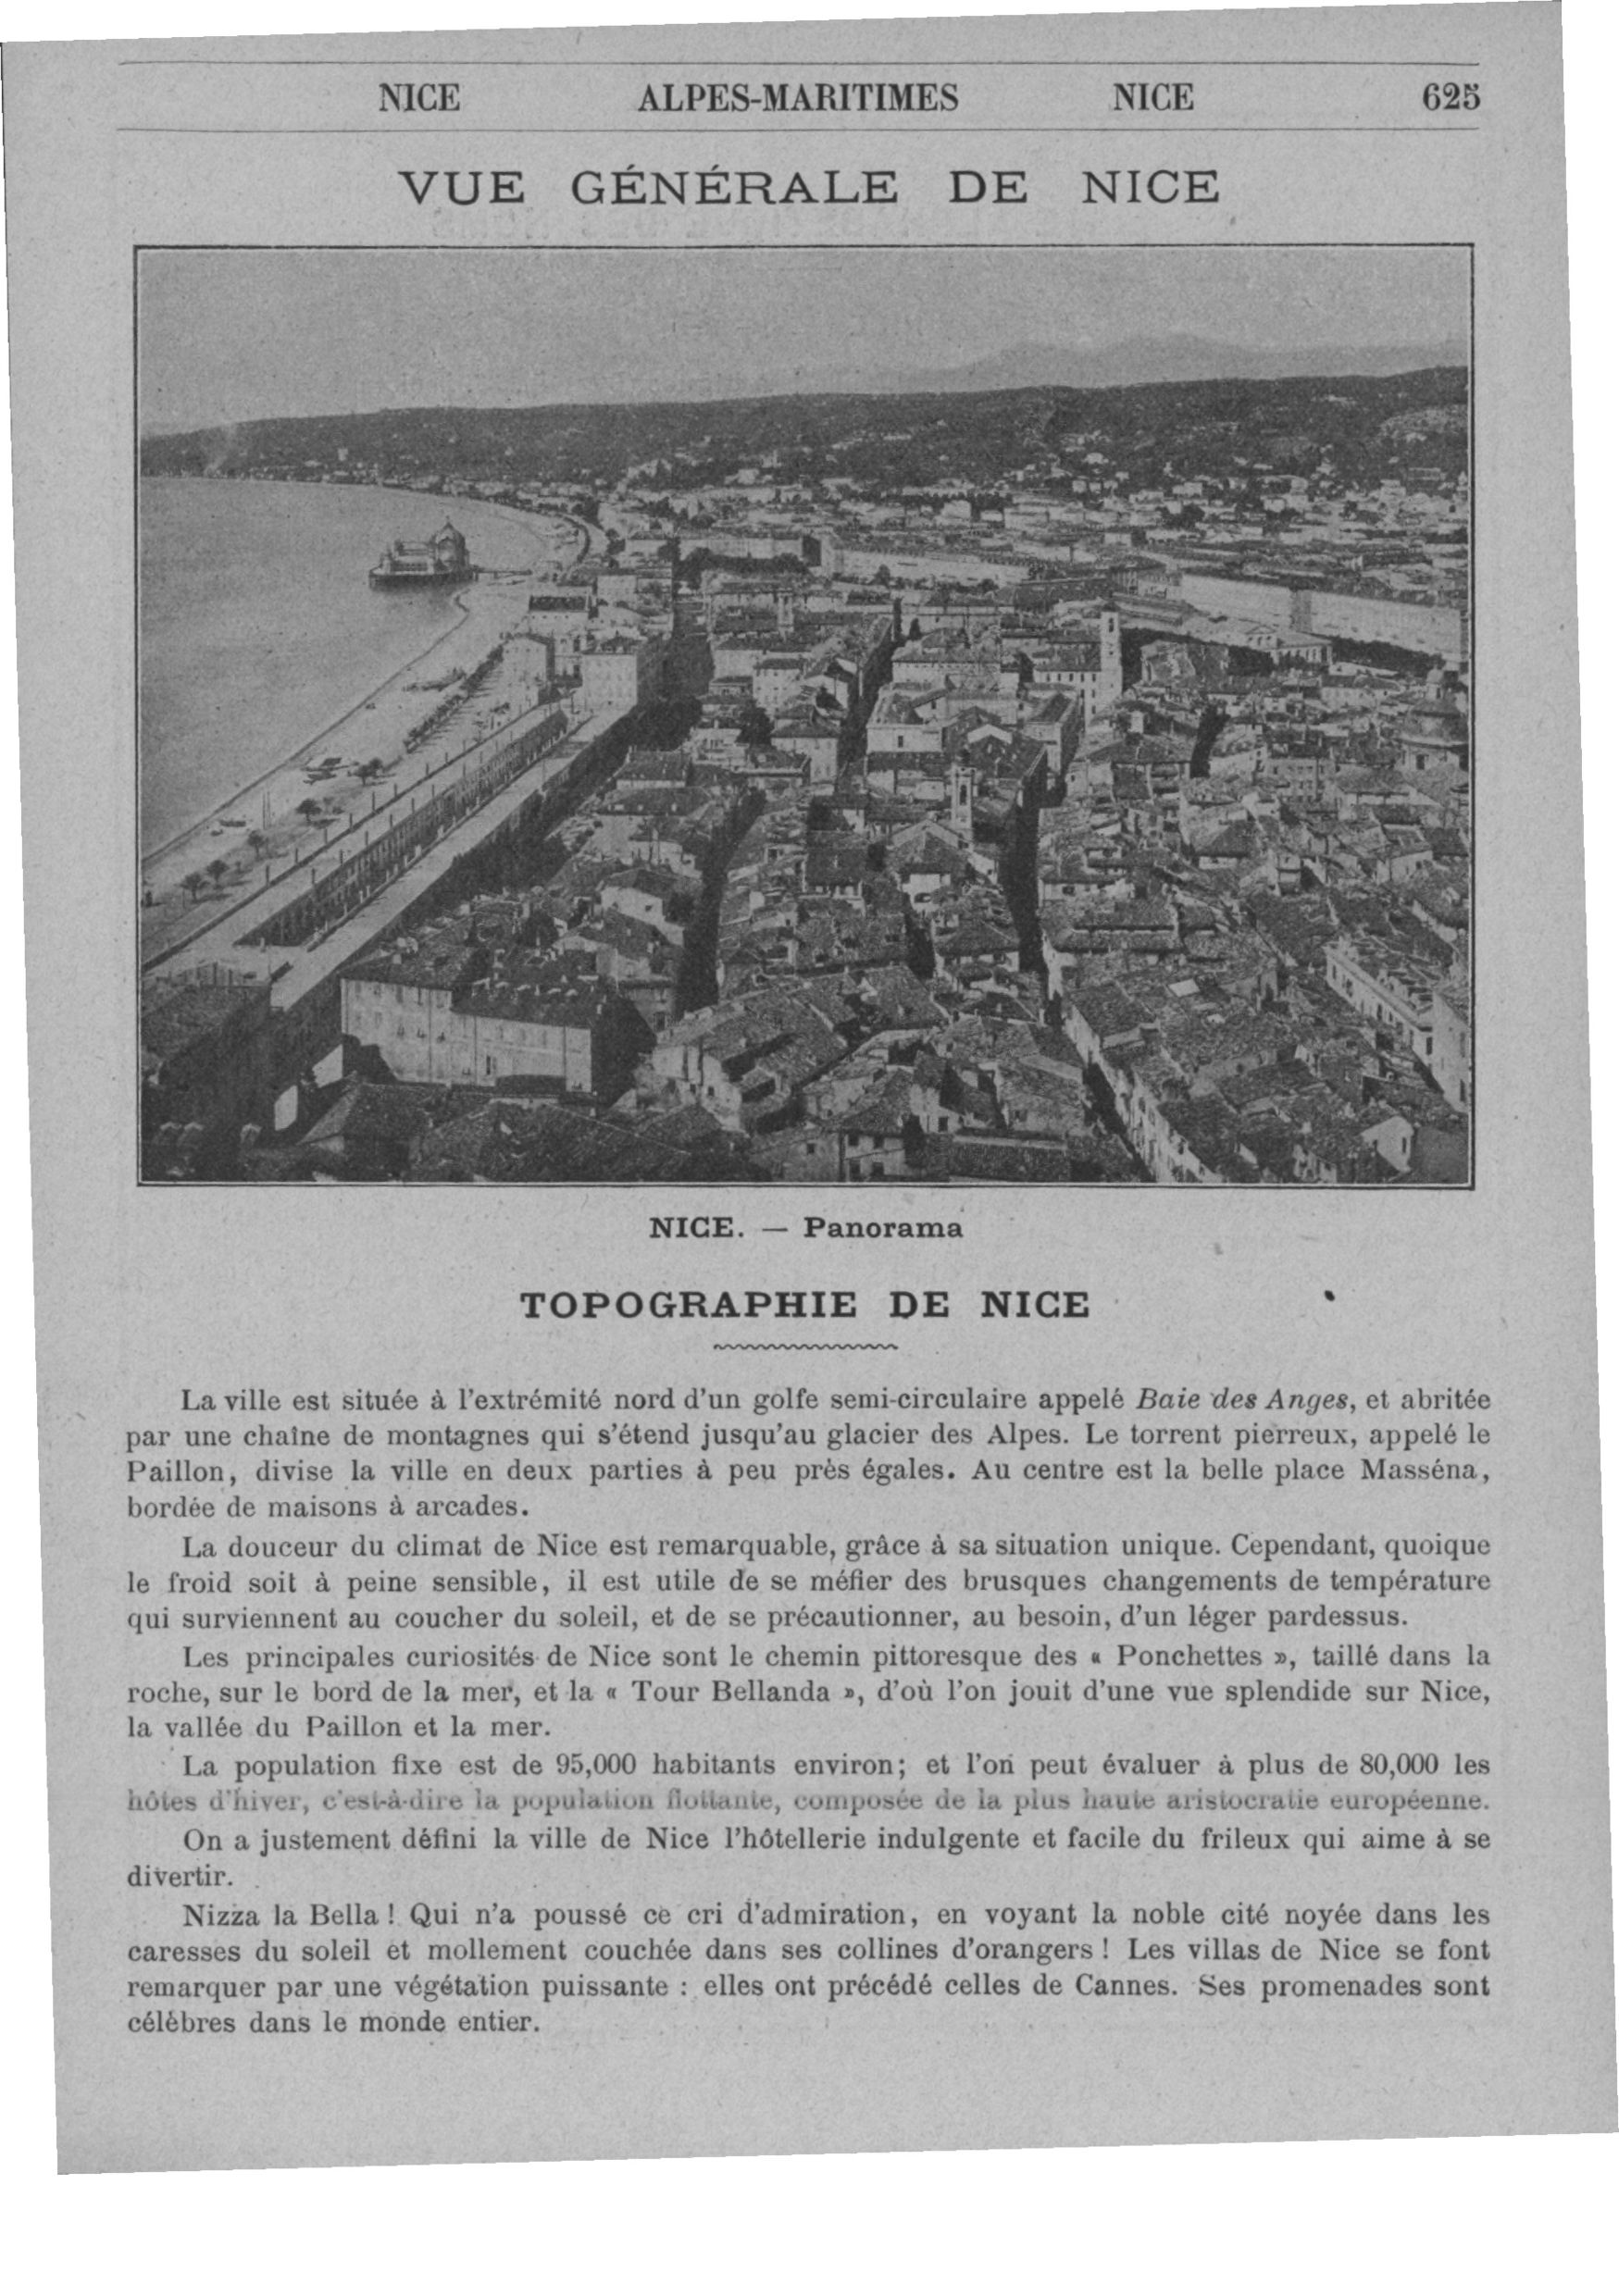 NICE ALPES-MARITIMES NICE 625
VUE GÉNÉRALE DE NICE
NICE. — Panorama
TOPOGRAPHIE DE NICE
La ville est située à l'extrémité nord d'un golfe semi-circulaire appelé Baie des Anges, et abritée
par une chaîne de montagnes qui s'étend jusqu'au glacier des Alpes. Le torrent pierreux, appelé le
Paillon, divise la ville en deux parties à peu près égales. Au centre est la belle place Masséna,
bordée de maisons à arcades.
La douceur du climat de Nice est remarquable, grâce à sa situation unique. Cependant, quoique
le froid soit à peine sensible, il est utile de se méfier des brusques changements de température
qui surviennent au coucher du soleil, et de se précautionner, au besoin, d'un léger pardessus.
Les principales curiosités de Nice sont le chemin pittoresque des « Ponchettes », taillé dans la
roche, sur le bord de la mer, et la « Tour Bellanda », d'où l'on jouit d'une vue splendide sur Nice,
la vallée du Paillon et la mer.
La population fixe est de 95,000 habitants environ; et l'on peut évaluer à plus de 80,000 les
hôtes d'hiver, c'est-à-dire la population flottante, composée de la plus haute aristocratie européenne.
On a justement défini la ville de Nice l'hôtellerie indulgente et facile du frileux qui aime à se
divertir.
Nizza la Bella ! Qui n'a poussé ce cri d'admiration, en voyant la noble cité noyée dans les
caresses du soleil et mollement couchée dans ses collines d'orangers ! Les villas de Nice se font
remarquer par une végétation puissante : elles ont précédé celles de Cannes. Ses promenades sont
célèbres dans le monde entier.